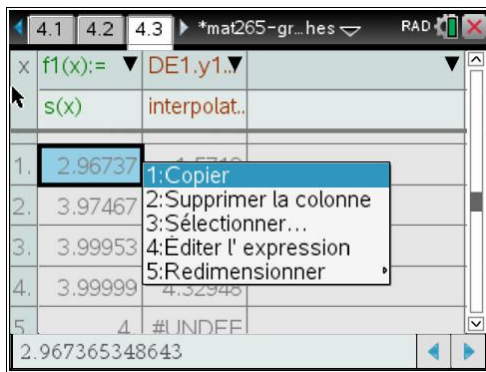 4.1 4.2 4.3 *mat265-gr...hes RAD
x f1(x):= DE1.y1..
s(x) interpolat..
1. 2.96737
1:Copier
2. 3.97467 2:Supprimer la colonne
3:Sélectionner...
3. 3.99953 4:Éditer l' expression
5:Redimensionner
4. 3.99999 4.32948
5. 4. #UNDEF
2.967365348643